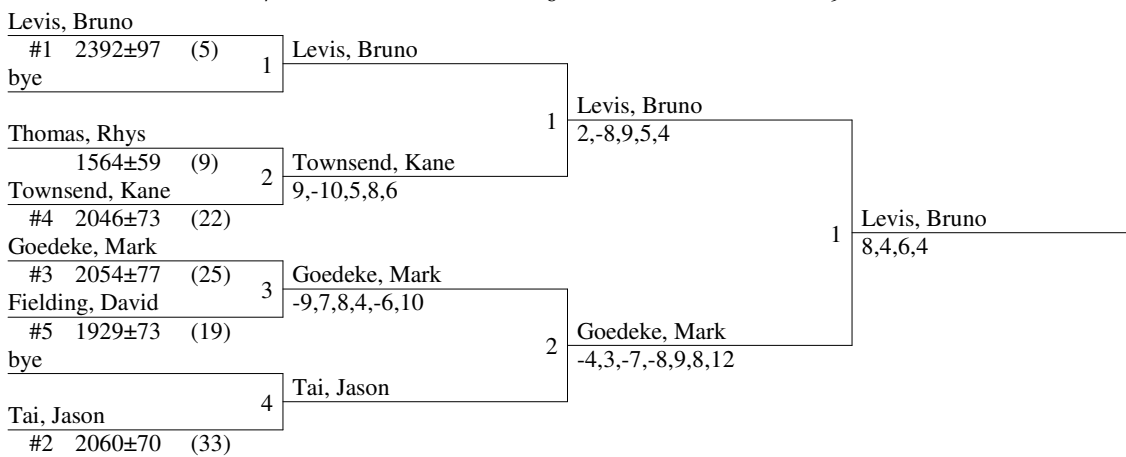 Levis, Bruno
#1 2392±97 (5)
bye
1
Levis, Bruno
Thomas, Rhys
1564±59 (9)
Townsend, Kane
#4 2046±73 (22)
2
Townsend, Kane
9,-10,5,8,6
1
Levis, Bruno
2,-8,9,5,4
Goedeke, Mark
#3 2054±77 (25)
Fielding, David
#5 1929±73 (19)
3
Goedeke, Mark
-9,7,8,4,-6,10
bye
Tai, Jason
#2 2060±70 (33)
4
Tai, Jason
2
Goedeke, Mark
-4,3,-7,-8,9,8,12
1
Levis, Bruno
8,4,6,4